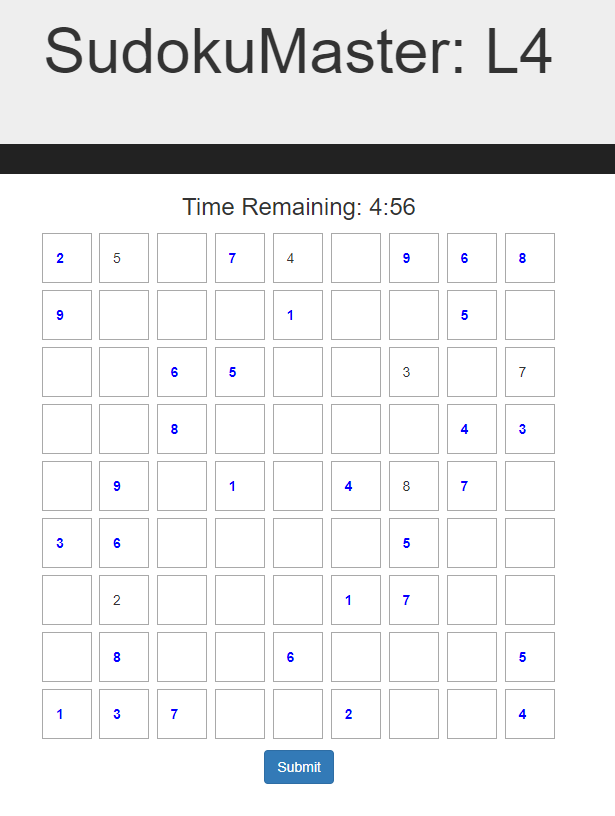 SudokuMaster: L4
Time Remaining: 4:56
2 5 7 4 9 6 8
9 1 5
6 5 3 7
8 4 3
9 1 4 8 7
3 6 5
2 1 7
8 6 5
1 3 7 2 4
Submit